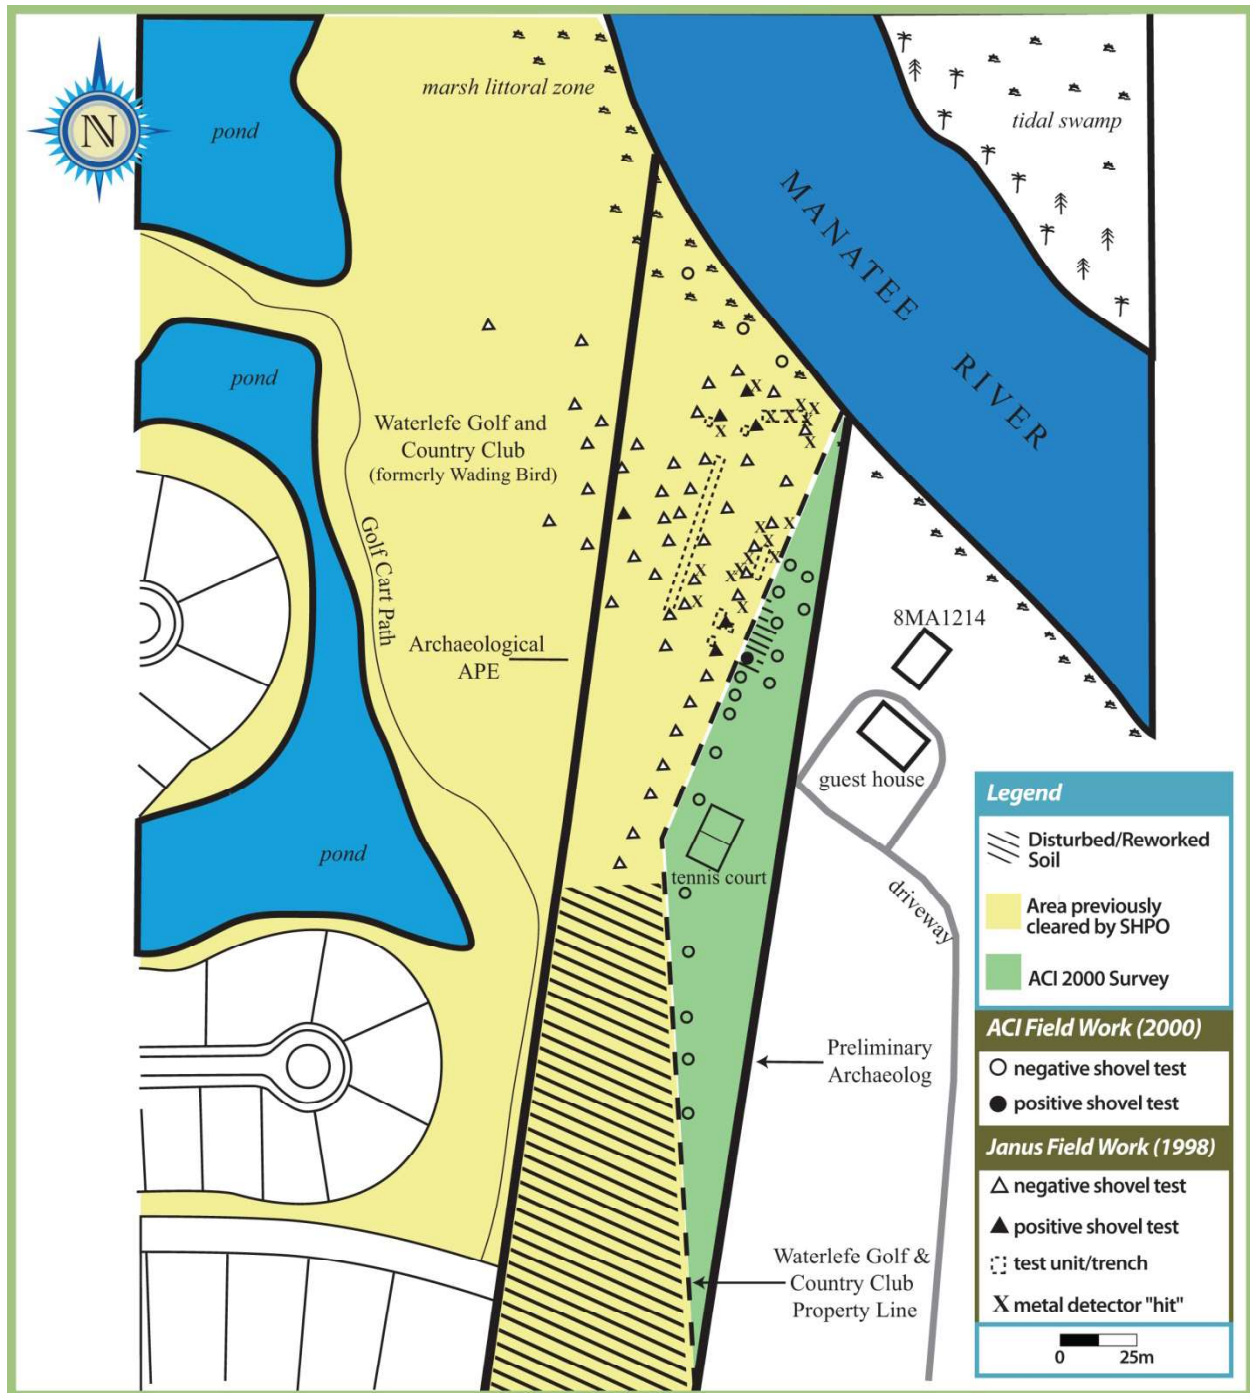 marsh littoral zone
tidal swamp
N
pond
MANATEE
RIVER
pond
Waterlefe Golf and
Country Club
(formerly Wading Bird)
Golf Cart Path
8MA1214
Archaeological
APE
guest house
pond
tennis court
driveway
Preliminary
Archaeolog
Waterlefe Golf &
Country Club
Property Line
Legend
Disturbed/Reworked
Soil
Area previously
cleared by SHPO
ACI 2000 Survey
ACI Field Work (2000)
negative shovel test
positive shovel test
Janus Field Work (1998)
negative shovel test
positive shovel test
test unit/trench
X metal detector "hit"
0 25m